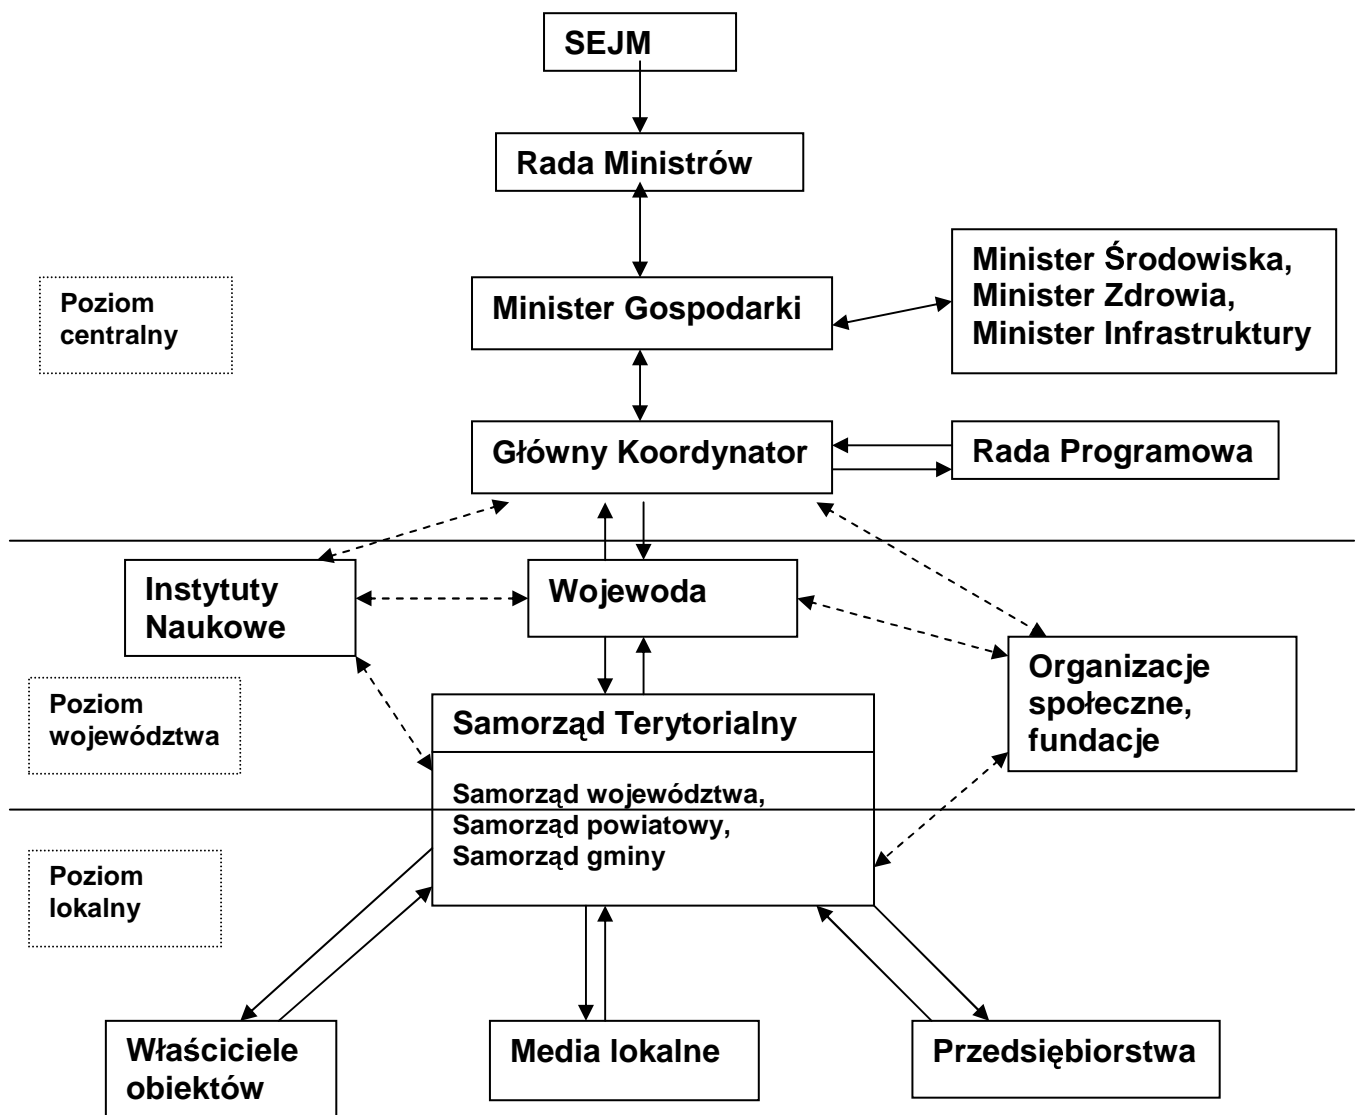 SEJM
Rada Ministrów
Minister Środowiska,
Minister Zdrowia,
Minister Infrastruktury
Poziom
centralny
Minister Gospodarki
Główny Koordynator
Rada Programowa
Instytuty
Naukowe
Wojewoda
Organizacje
społeczne,
fundacje
Poziom
województwa
Samorząd Terytorialny
Samorząd województwa,
Samorząd powiatowy,
Samorząd gminy
Poziom
lokalny
Właściciele
obiektów
Media lokalne
Przedsiębiorstwa